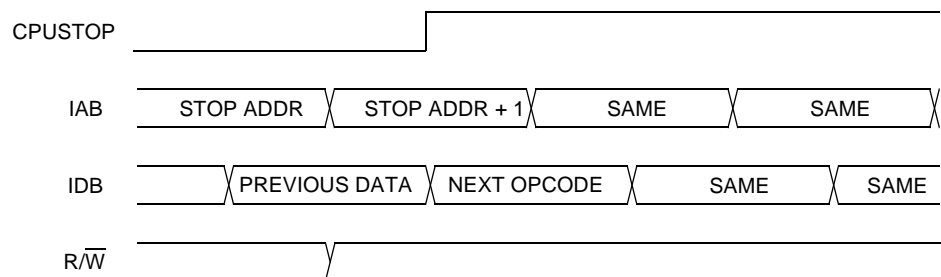 CPUSTOP
IAB STOP ADDR STOP ADDR + 1 SAME SAME
IDB PREVIOUS DATA NEXT OPCODE SAME SAME
R/W̅